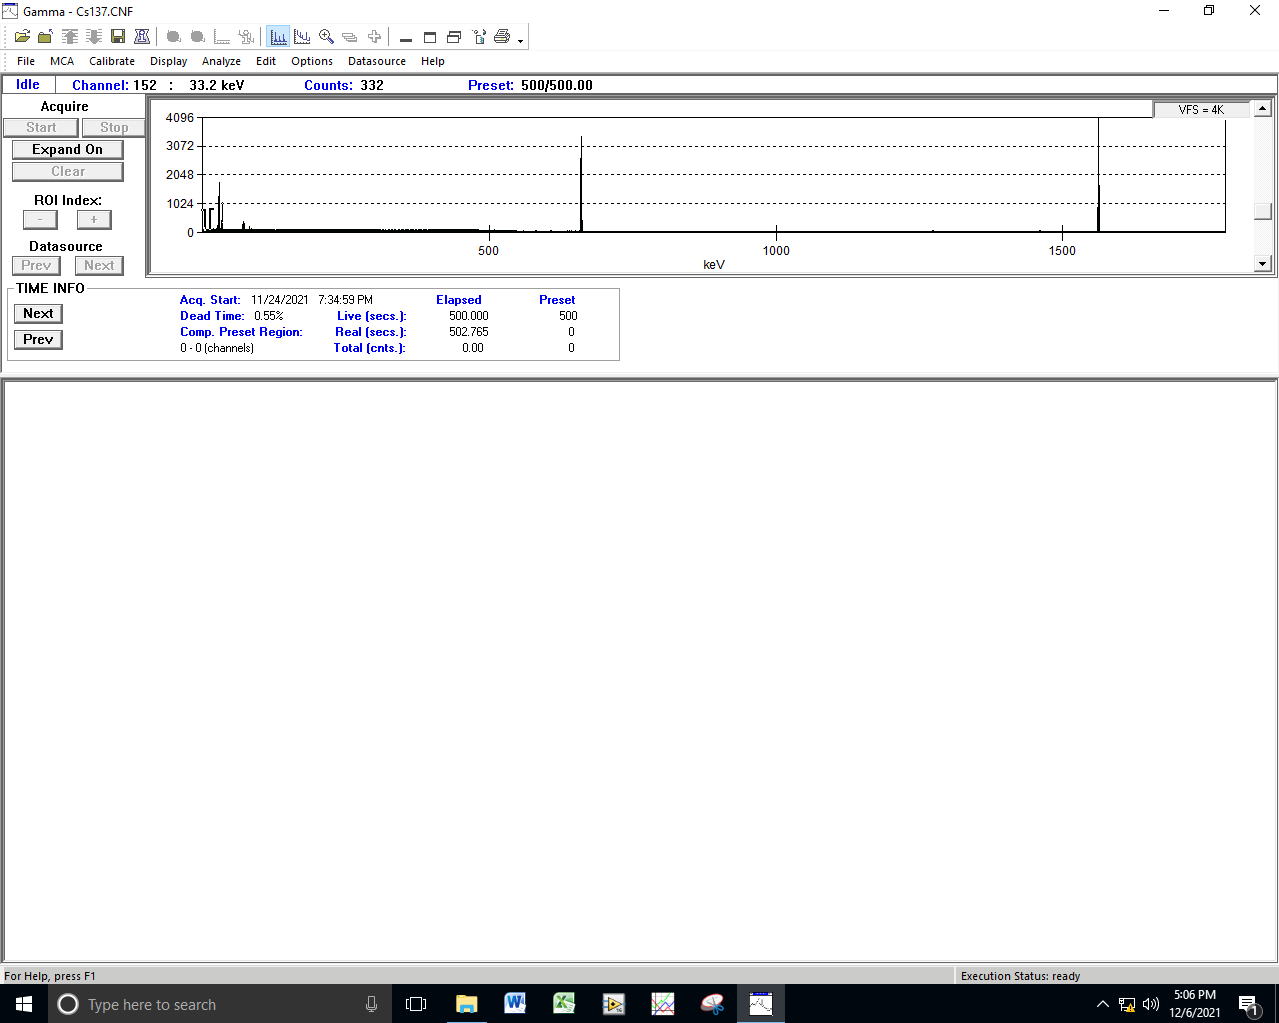 Gamma - Cs137.CNF
File MCA Calibrate Display Analyze Edit Options Datasource Help
Idle Channel: 152 : 33.2 keV Counts: 332 Preset: 500/500.00
Acquire
Start Stop
Expand On
Clear
ROI Index:
- +
Datasource
Prev Next
VFS = 4K
4096
3072
2048
1024
0
500 1000 1500
keV
TIME INFO
Next
Prev
Acq. Start: 11/24/2021 7:34:59 PM Elapsed Preset
Dead Time: 0.55% Live (secs.): 500.000 500
Comp. Preset Region: Real (secs.): 502.765 0
0 - 0 (channels) Total (cnts.): 0.00 0
For Help, press F1 Execution Status: ready
Type here to search
5:06 PM
12/6/2021
1